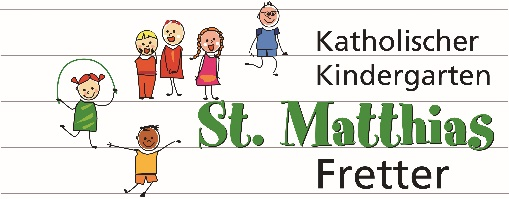 Katholischer
Kindergarten
St. Matthias
Fretter